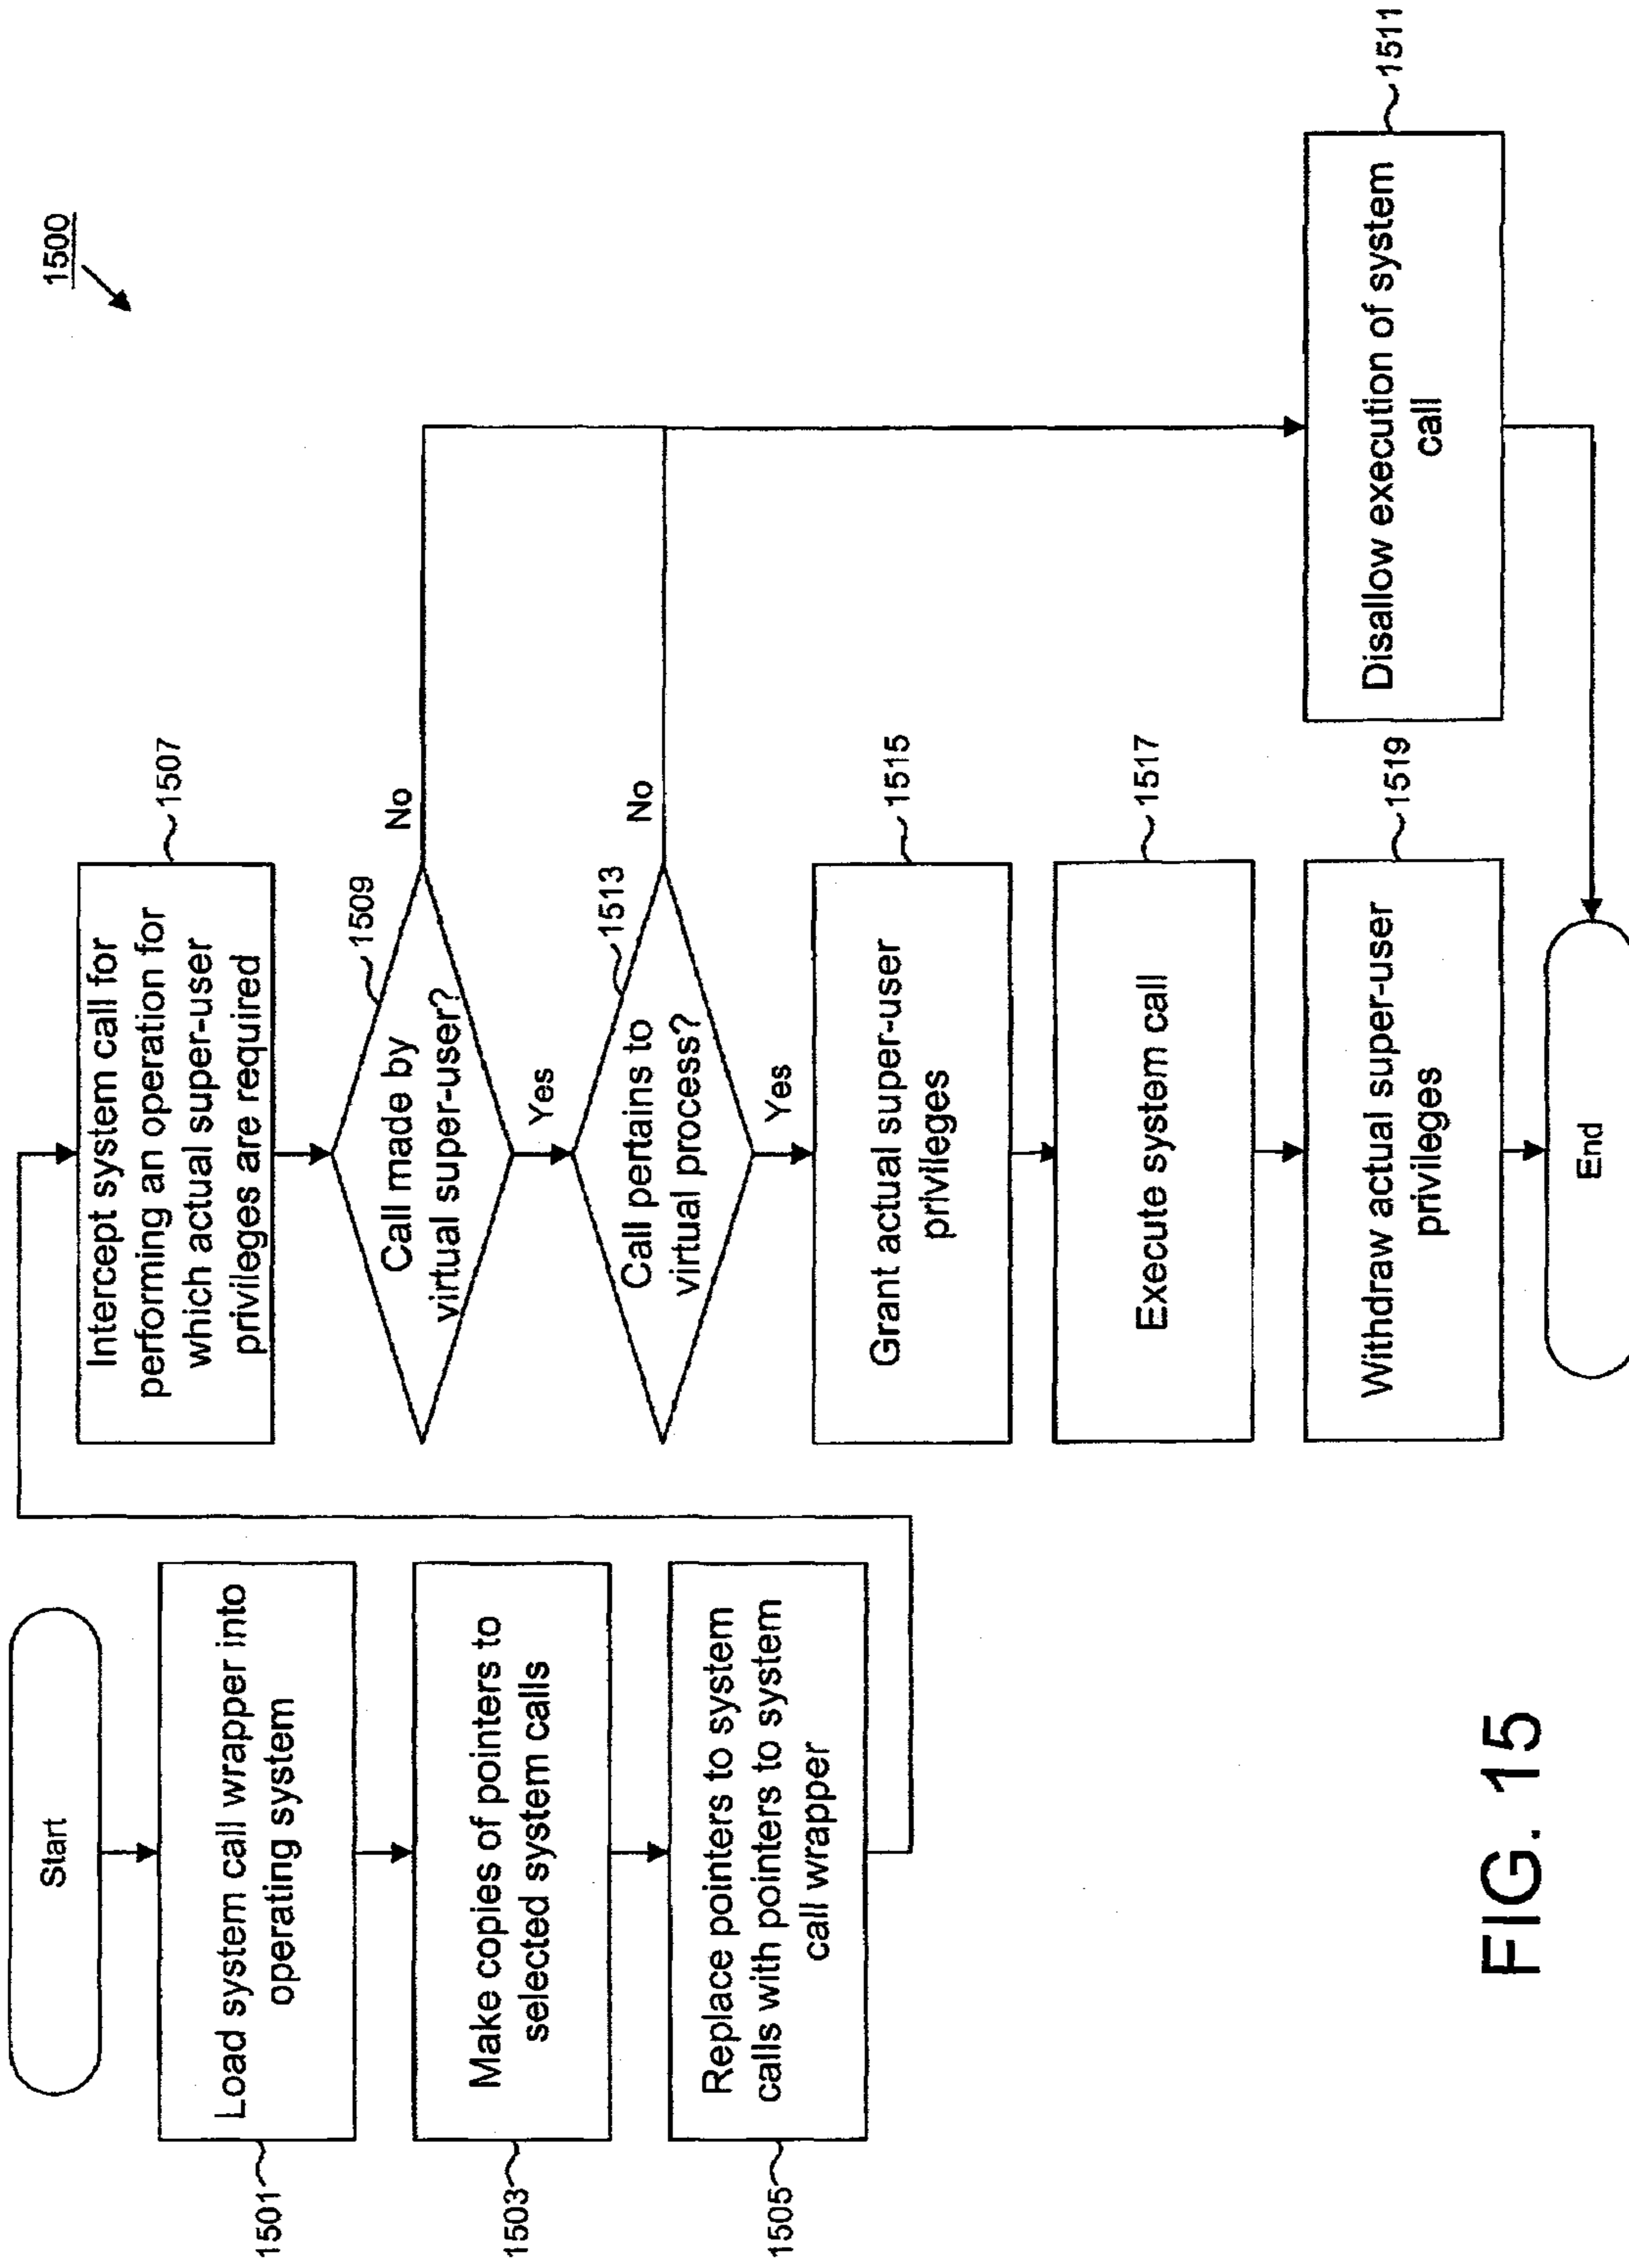 1500
Start
Load system call wrapper into
operating system
1501
Make copies of pointers to
selected system calls
1503
Replace pointers to system
calls with pointers to system
call wrapper
1505
Intercept system call for
performing an operation for
which actual super-user
privileges are required
1507
Call made by
virtual super-user?
1509
No
Yes
Call pertains to
virtual process?
1513
No
Yes
Grant actual super-user
privileges
1515
Execute system call
1517
Withdraw actual super-user
privileges
1519
Disallow execution of system
call
1511
End
FIG. 15